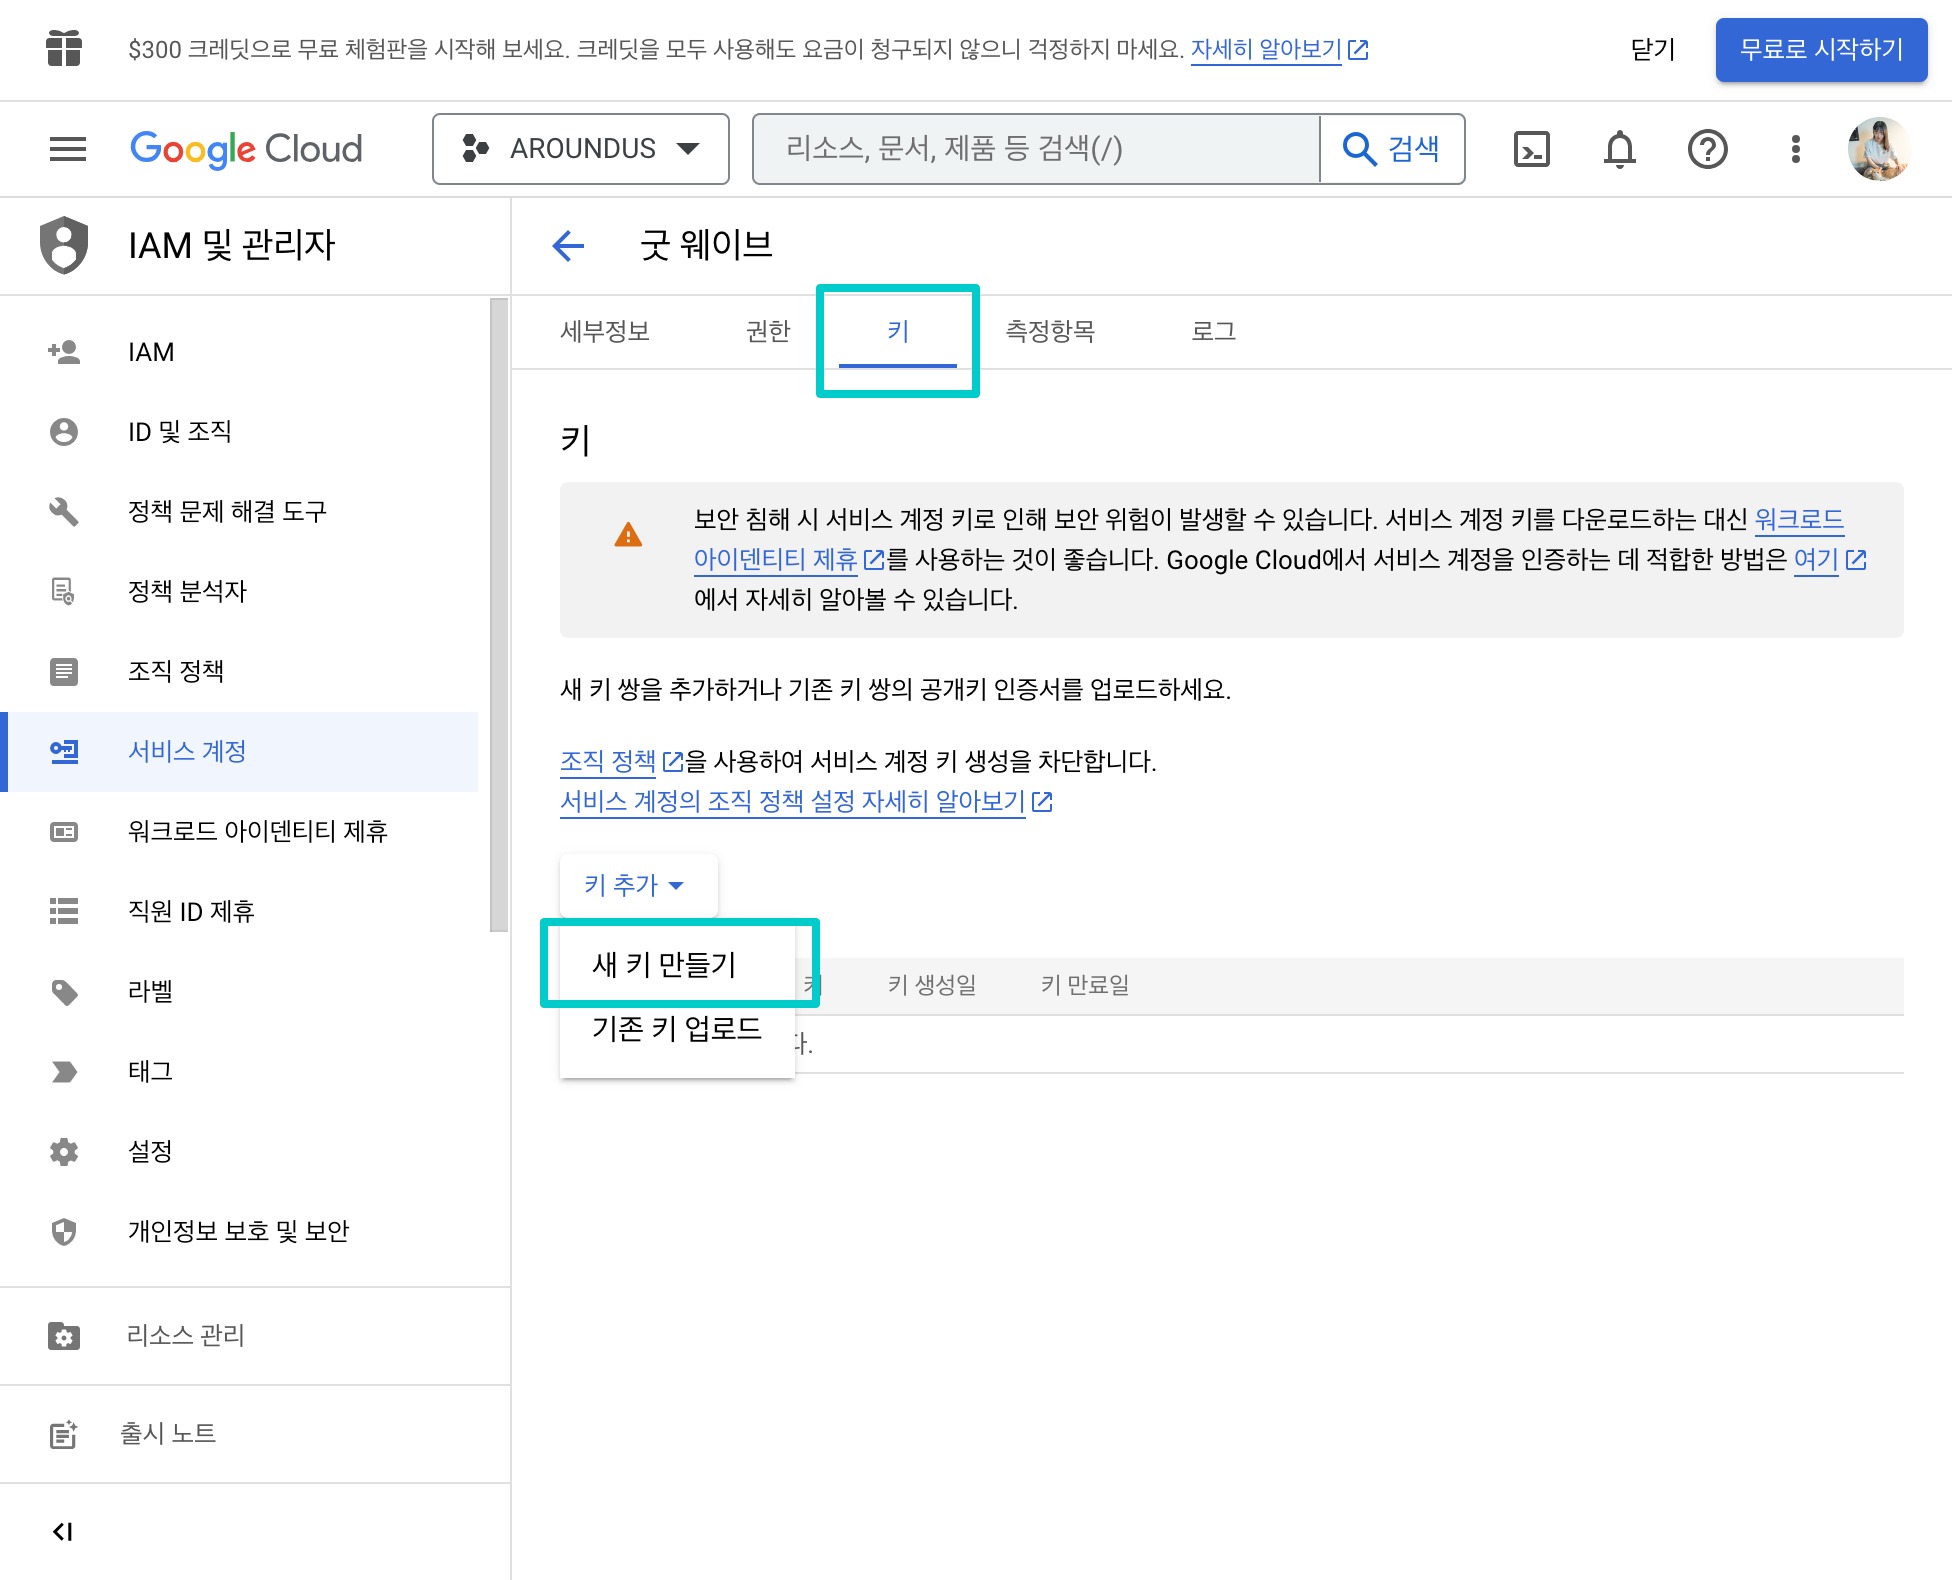 $300 크레딧으로 무료 체험판을 시작해 보세요. 크레딧을 모두 사용해도 요금이 청구되지 않으니 걱정하지 마세요. 자세히 알아보기
닫기
무료로 시작하기
Google Cloud
AROUNDUS
리소스, 문서, 제품 등 검색(/)
검색
IAM 및 관리자
굿 웨이브
세부정보
권한
키
측정항목
로그
IAM
ID 및 조직
정책 문제 해결 도구
정책 분석자
조직 정책
서비스 계정
워크로드 아이덴티티 제휴
직원 ID 제휴
라벨
태그
설정
개인정보 보호 및 보안
리소스 관리
출시 노트
키
보안 침해 시 서비스 계정 키로 인해 보안 위험이 발생할 수 있습니다. 서비스 계정 키를 다운로드하는 대신 워크로드
아이덴티티 제휴를 사용하는 것이 좋습니다. Google Cloud에서 서비스 계정을 인증하는 데 적합한 방법은 여기
에서 자세히 알아볼 수 있습니다.
새 키 쌍을 추가하거나 기존 키 쌍의 공개키 인증서를 업로드하세요.
조직 정책을 사용하여 서비스 계정 키 생성을 차단합니다.
서비스 계정의 조직 정책 설정 자세히 알아보기
키 추가
새 키 만들기
키 생성일
키 만료일
기존 키 업로드
다.